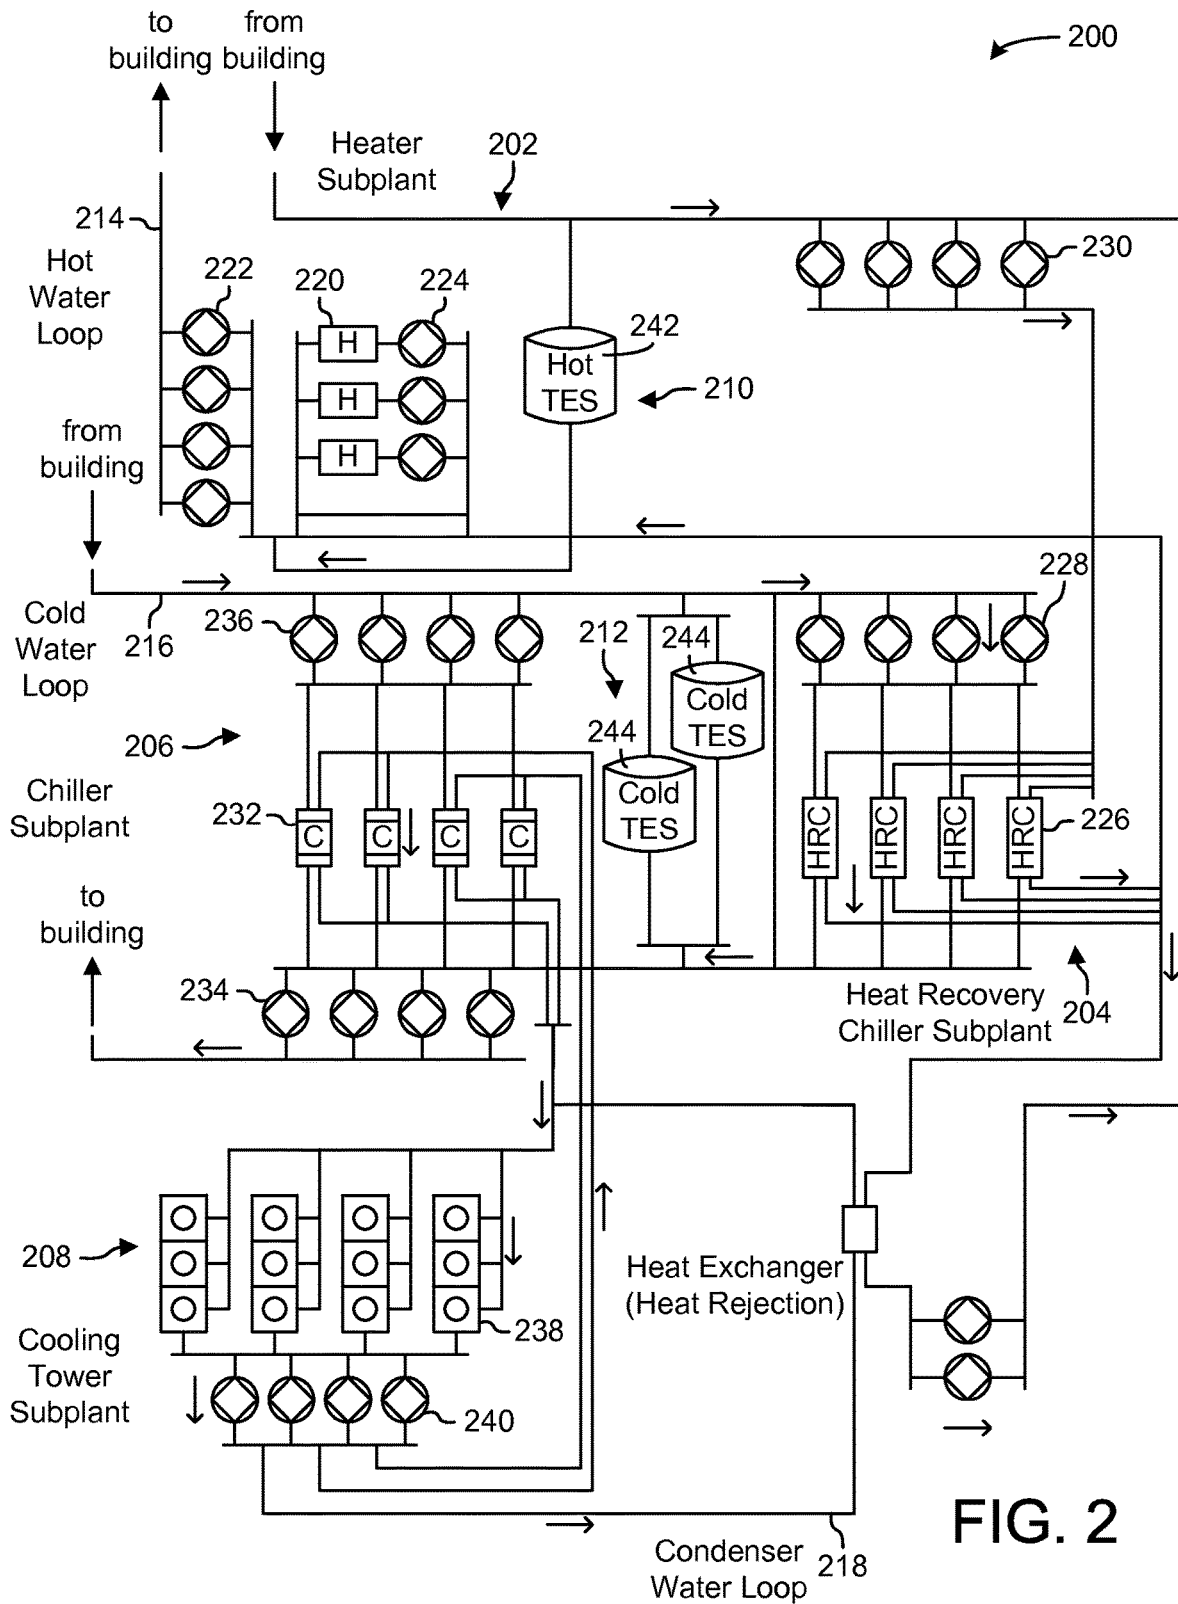 to
building
from
building
200
Heater
Subplant
202
214
Hot
Water
Loop
222
220
224
H
H
H
242
Hot
TES
210
230
from
building
Cold
Water
Loop
216
236
212
244
Cold
TES
244
Cold
TES
228
206
Chiller
Subplant
232
C
C
C
C
HRC
HRC
HRC
HRC
226
to
building
234
Heat Recovery
Chiller Subplant
204
208
Cooling
Tower
Subplant
238
240
Heat Exchanger
(Heat Rejection)
Condenser
Water Loop
218
FIG. 2